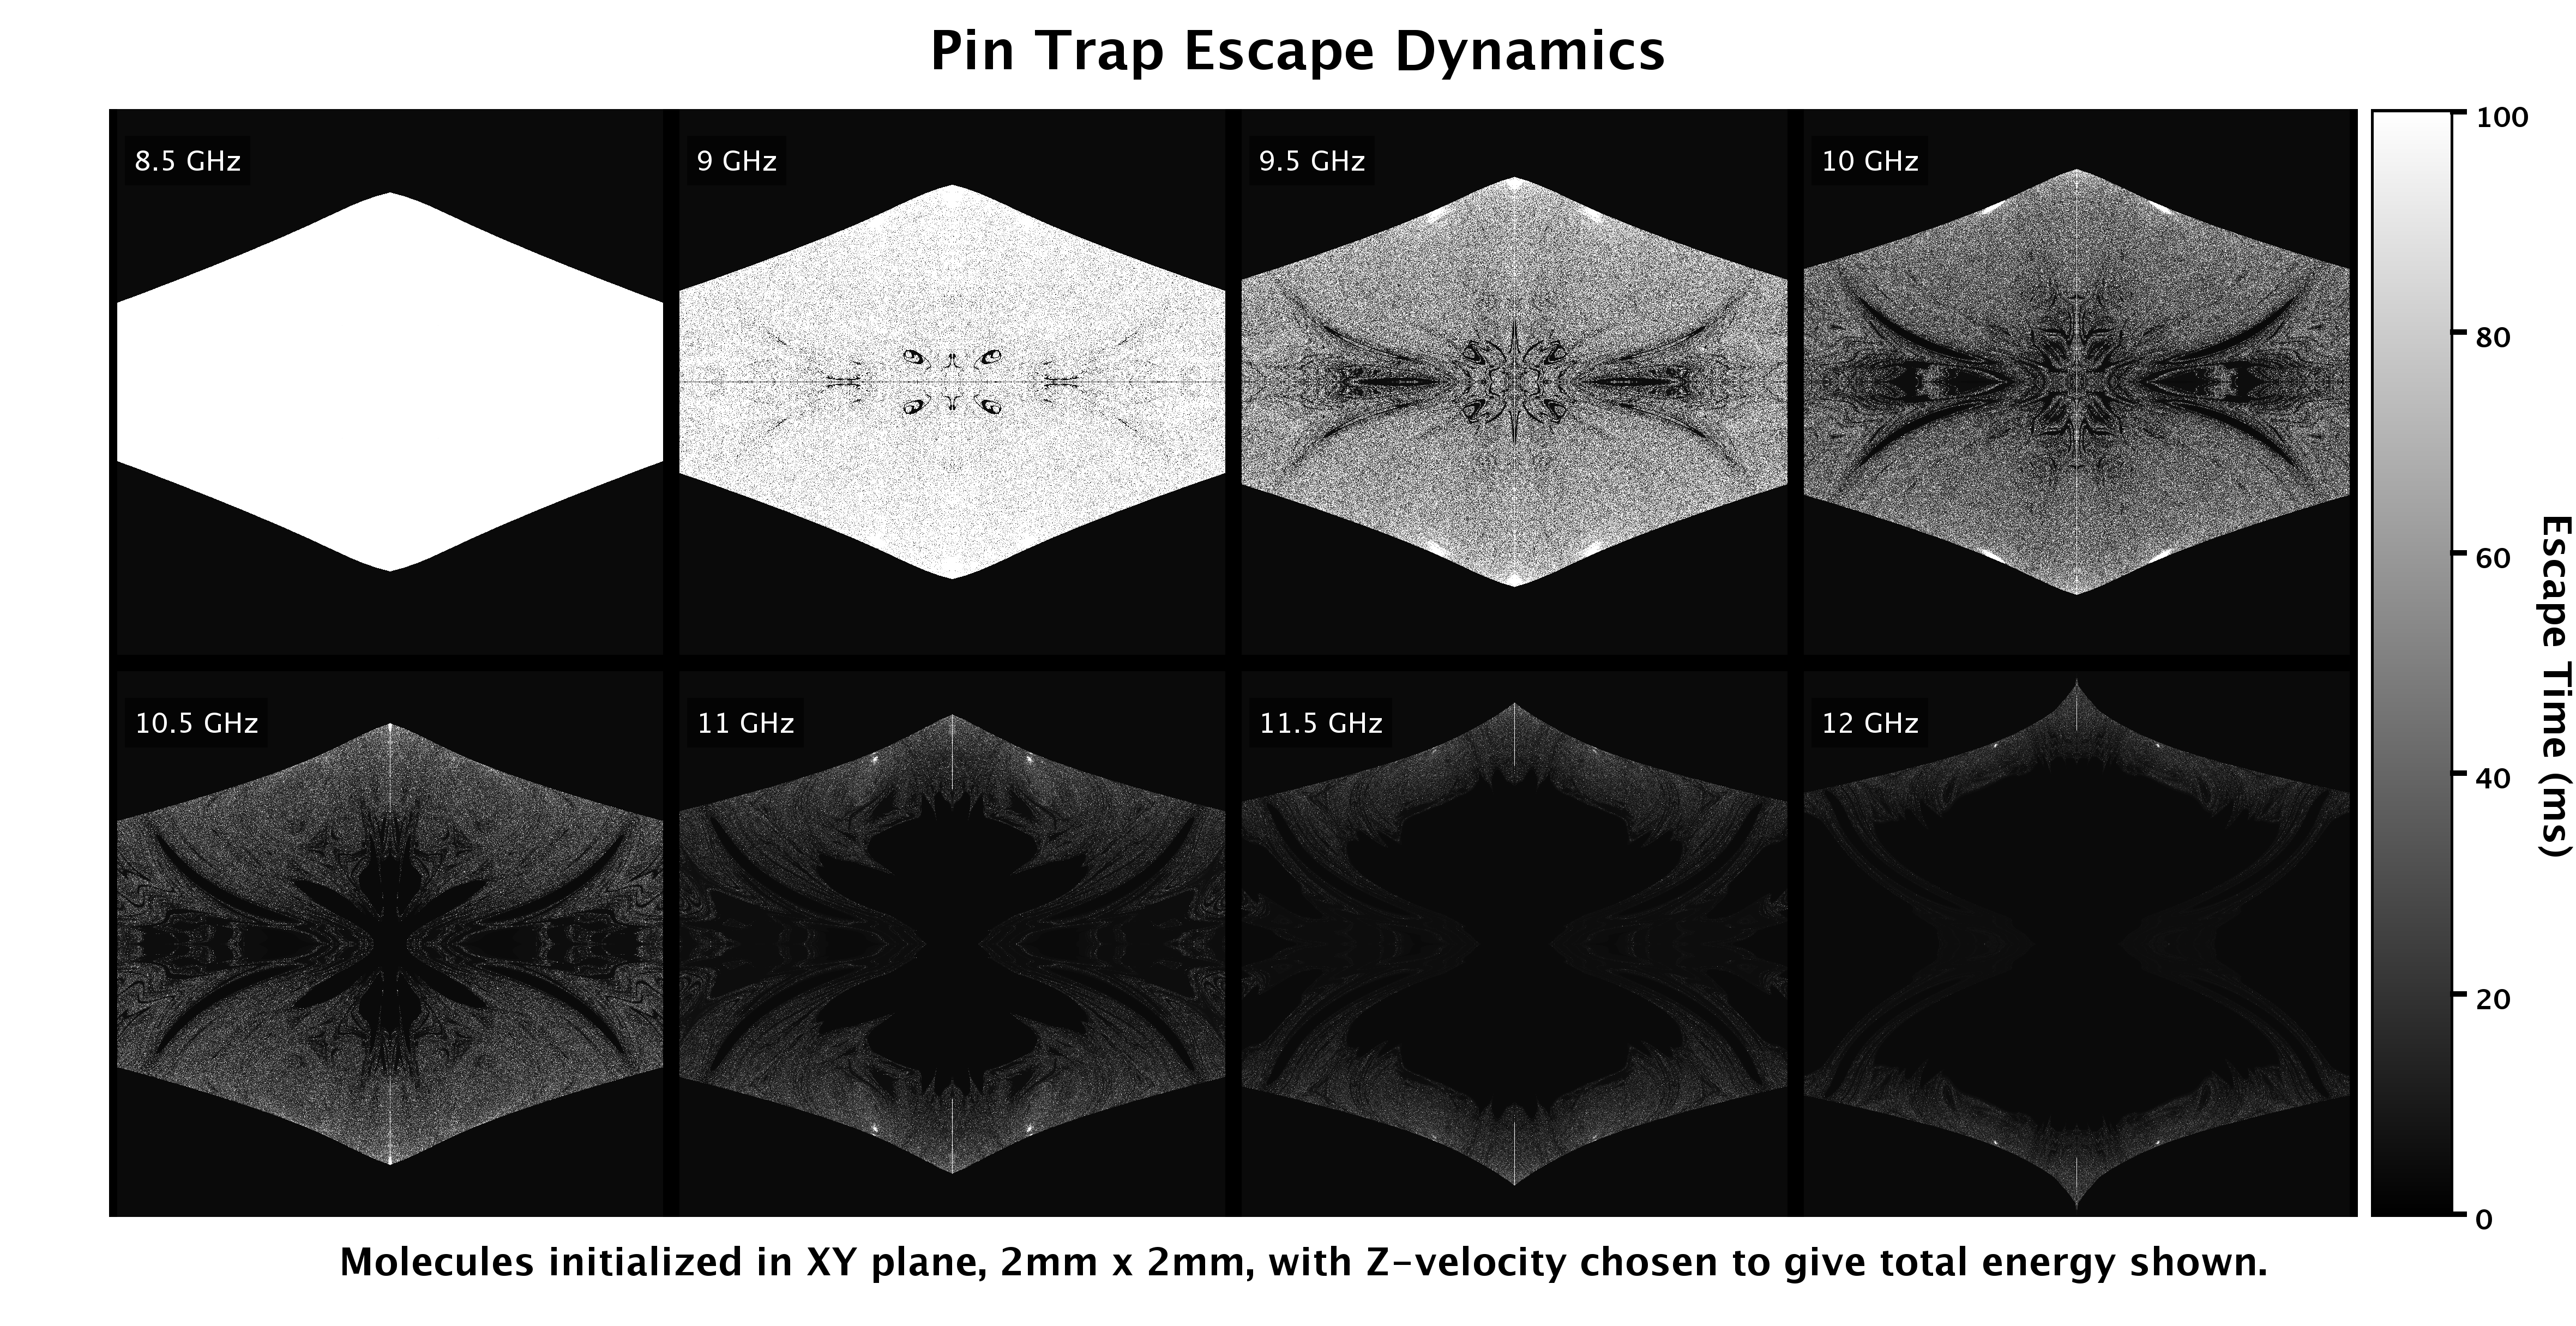 Pin Trap Escape Dynamics
8.5 GHz
9 GHz
9.5 GHz
10 GHz
10.5 GHz
11 GHz
11.5 GHz
12 GHz
100
80
60
40
20
0
Escape Time (ms)
Molecules initialized in XY plane, 2mm x 2mm, with Z-velocity chosen to give total energy shown.